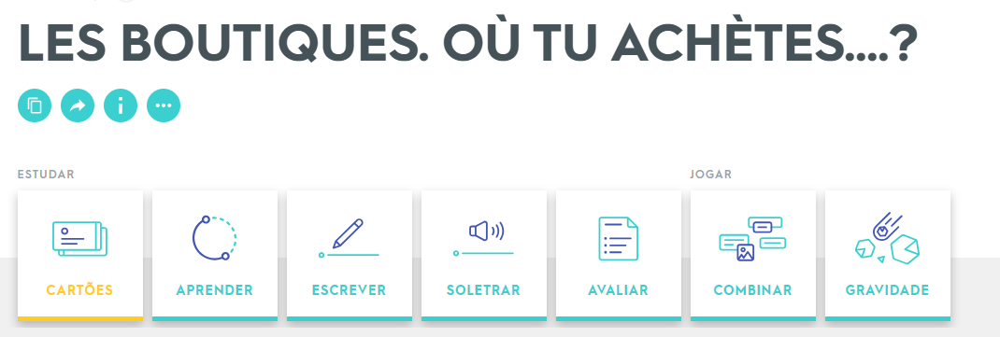 LES BOUTIQUES. OÙ TU ACHÈTES....?
ESTUDAR
JOGAR
CARTÕES
APRENDER
ESCREVER
SOLETRAR
AVALIAR
COMBINAR
GRAVIDADE